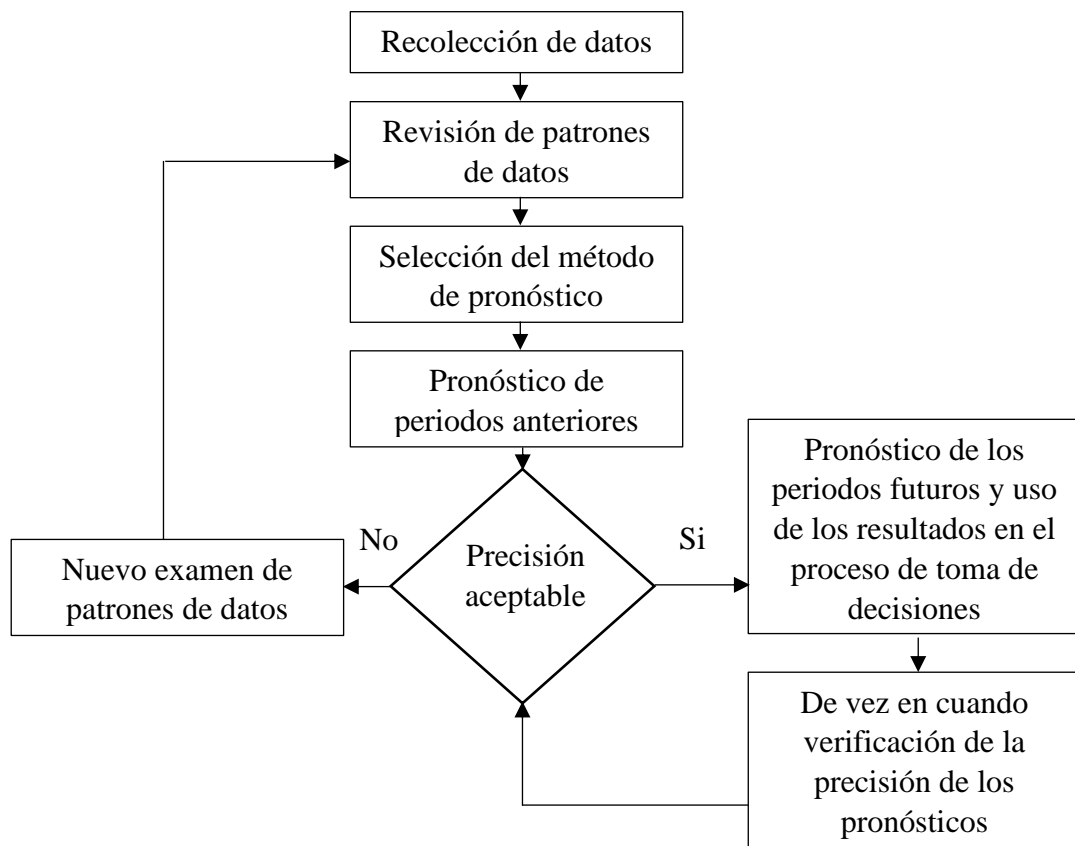 Recolección de datos
Revisión de patrones
de datos
Selección del método
de pronóstico
Pronóstico de
periodos anteriores
Precisión
aceptable
No
Si
Nuevo examen de
patrones de datos
Pronóstico de los
periodos futuros y uso
de los resultados en el
proceso de toma de
decisiones
De vez en cuando
verificación de la
precisión de los
pronósticos